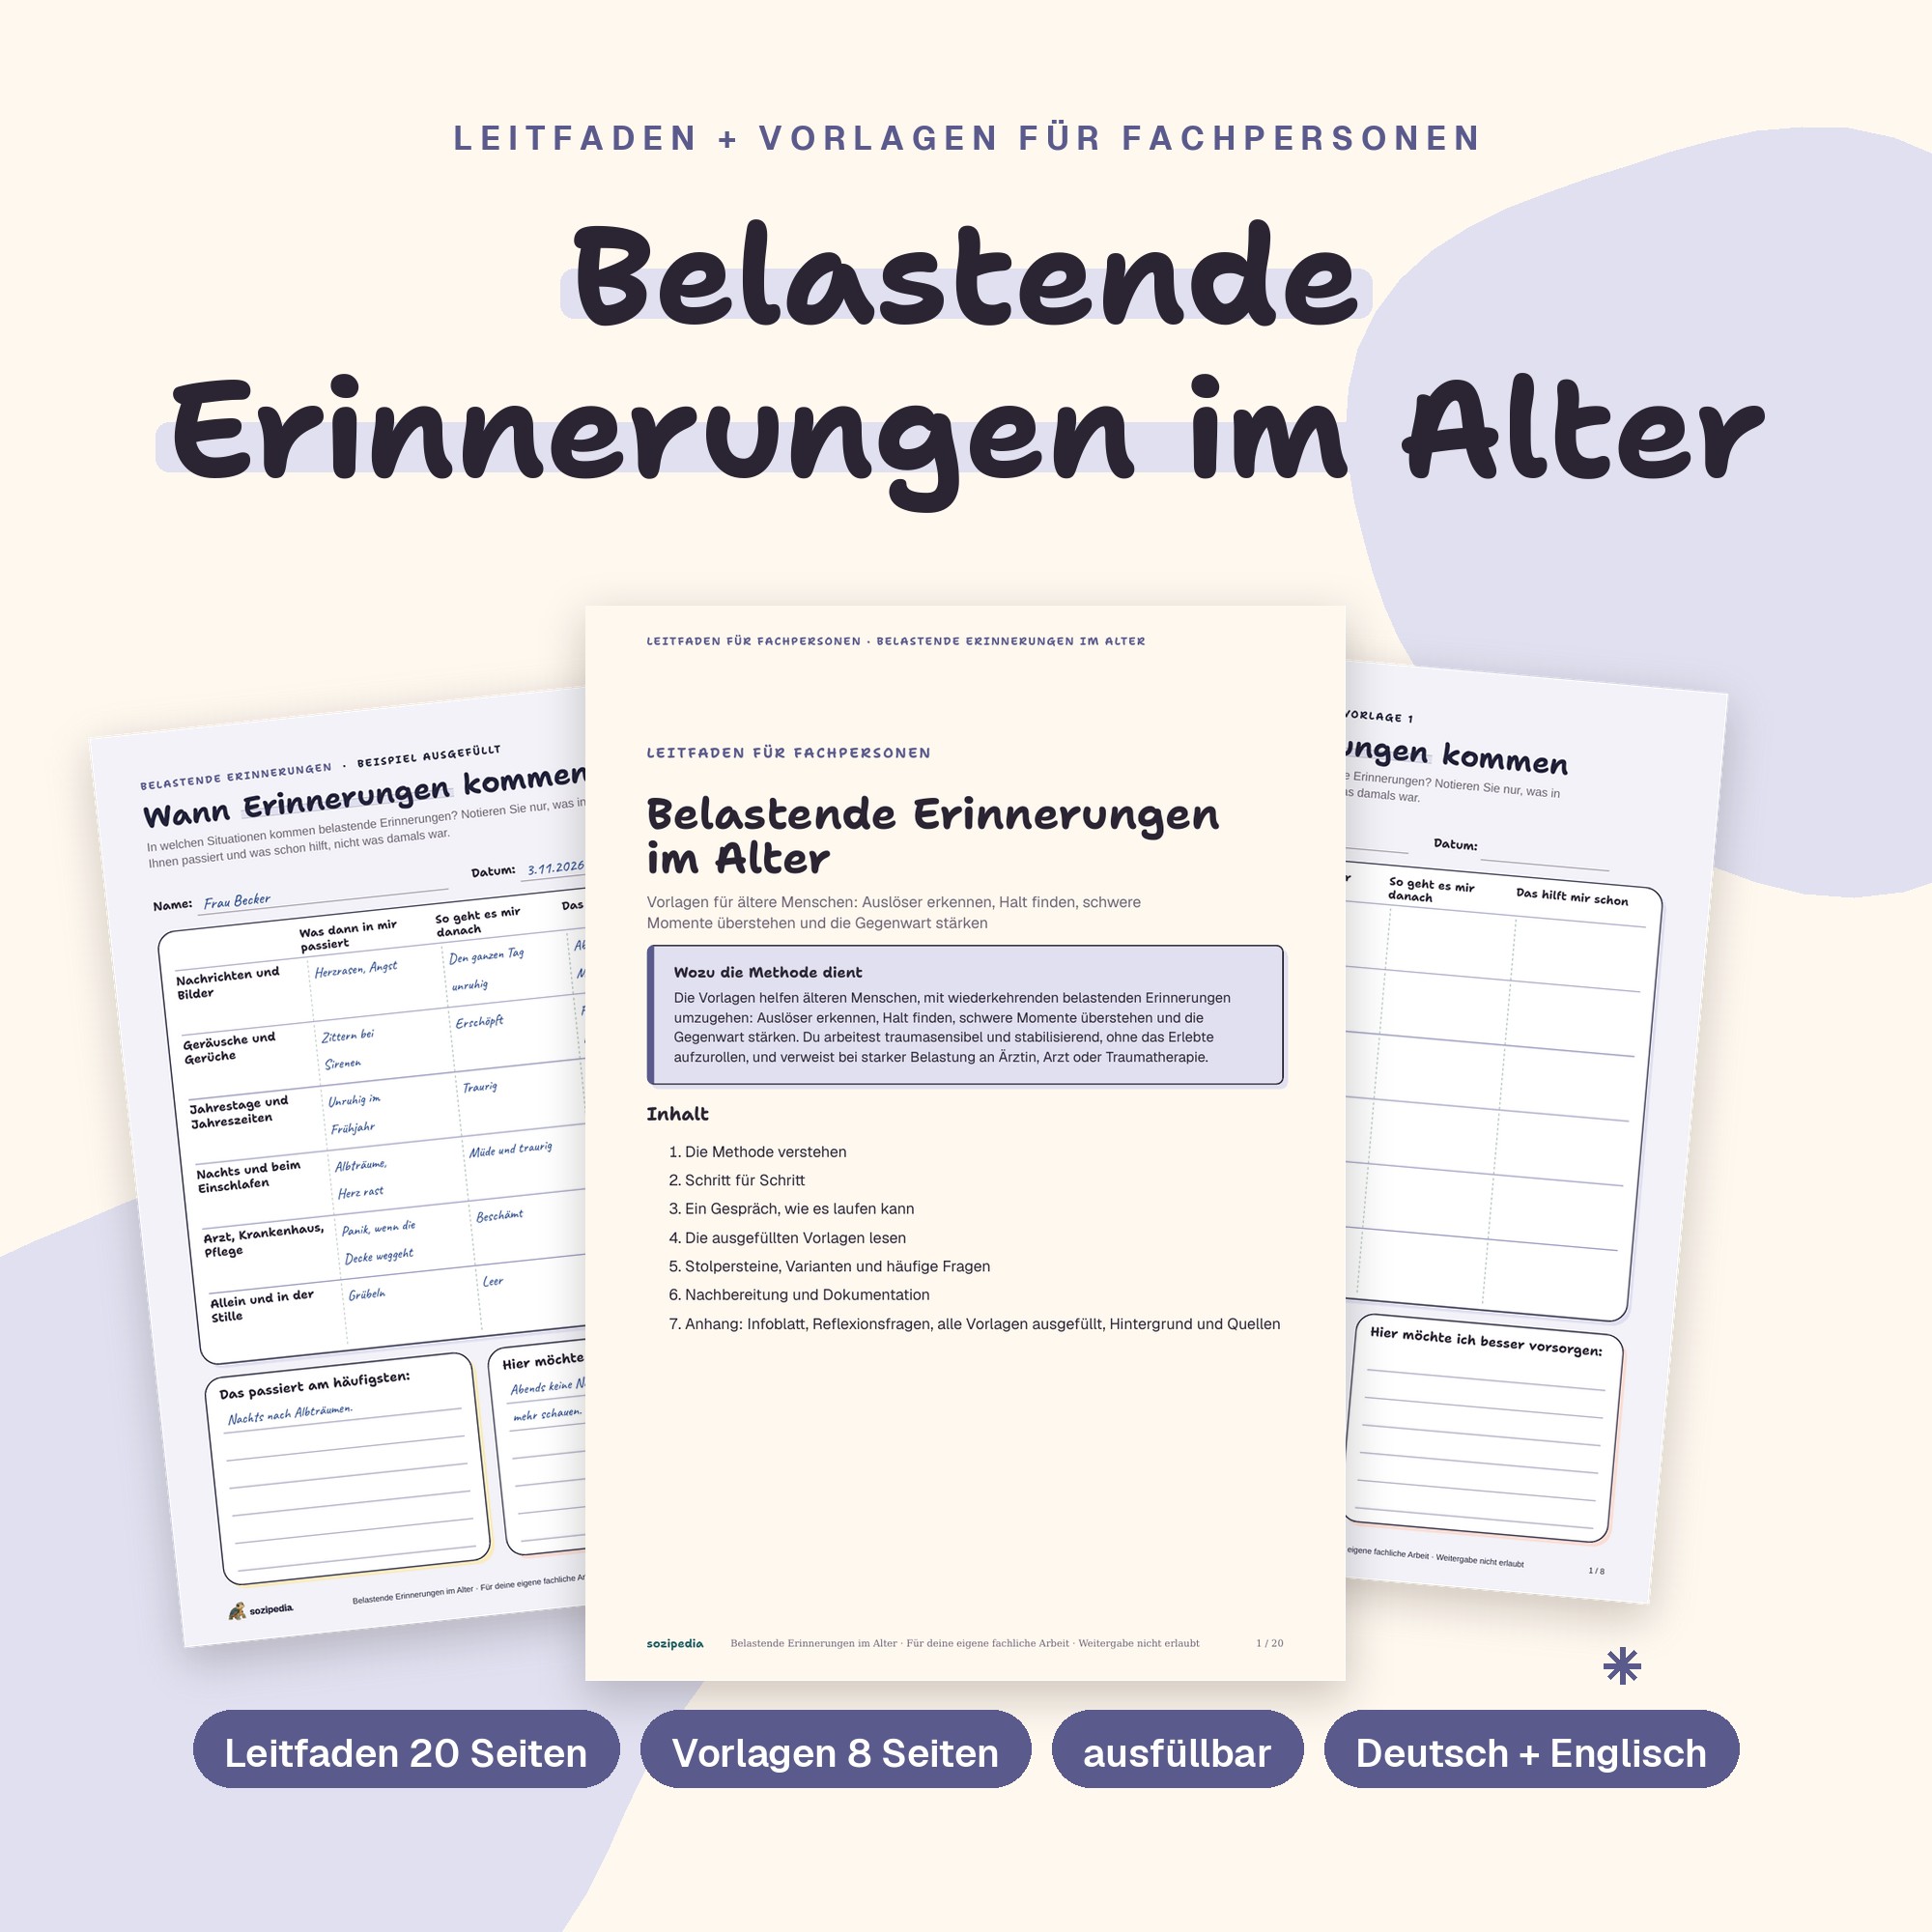 LEITFADEN + VORLAGEN FÜR FACHPERSONEN
Belastende
Erinnerungen im Alter
BELASTENDE ERINNERUNGEN · BEISPIEL AUSGEFÜLLT
Wann Erinnerungen kommen
In welchen Situationen kommen belastende Erinnerungen? Notieren Sie nur, was in
Ihnen passiert und was schon hilft, nicht was damals war.
Name: Frau Becker
Datum: 3.11.2026
Was dann in mir
passiert
So geht es mir
danach
Das
Nachrichten und
Bilder
Herzrasen, Angst
Den ganzen Tag
unruhig
Geräusche und
Gerüche
Zittern bei
Sirenen
Erschöpft
Jahrestage und
Jahreszeiten
Unruhig im
Frühjahr
Traurig
Nachts und beim
Einschlafen
Albträume,
Herz rast
Müde und traurig
Arzt, Krankenhaus,
Pflege
Panik, wenn die
Decke weggeht
Beschämt
Allein und in der
Stille
Grübeln
Leer
Das passiert am häufigsten:
Nachts nach Albträumen.
Hier möchte
Abends keine
mehr schauen.
sozipedia.
Belastende Erinnerungen im Alter · Für deine eigene fachliche
LEITFADEN FÜR FACHPERSONEN · BELASTENDE ERINNERUNGEN IM ALTER
LEITFADEN FÜR FACHPERSONEN
Belastende Erinnerungen
im Alter
Vorlagen für ältere Menschen: Auslöser erkennen, Halt finden, schwere
Momente überstehen und die Gegenwart stärken
Wozu die Methode dient
Die Vorlagen helfen älteren Menschen, mit wiederkehrenden belastenden Erinnerungen
umzugehen: Auslöser erkennen, Halt finden, schwere Momente überstehen und die
Gegenwart stärken. Du arbeitest traumasensibel und stabilisierend, ohne das Erlebte
aufzurollen, und verweist bei starker Belastung an Ärztin, Arzt oder Traumatherapie.
Inhalt
1. Die Methode verstehen
2. Schritt für Schritt
3. Ein Gespräch, wie es laufen kann
4. Die ausgefüllten Vorlagen lesen
5. Stolpersteine, Varianten und häufige Fragen
6. Nachbereitung und Dokumentation
7. Anhang: Infoblatt, Reflexionsfragen, alle Vorlagen ausgefüllt, Hintergrund und Quellen
sozipedia Belastende Erinnerungen im Alter · Für deine eigene fachliche Arbeit · Weitergabe nicht erlaubt 1 / 20
VORLAGE 1
ungen kommen
e Erinnerungen? Notieren Sie nur, was in
as damals war.
Datum:
So geht es mir
danach
Das hilft mir schon
Hier möchte ich besser vorsorgen:
eigene fachliche Arbeit · Weitergabe nicht erlaubt 1 / 8
Leitfaden 20 Seiten
Vorlagen 8 Seiten
ausfüllbar
Deutsch + Englisch